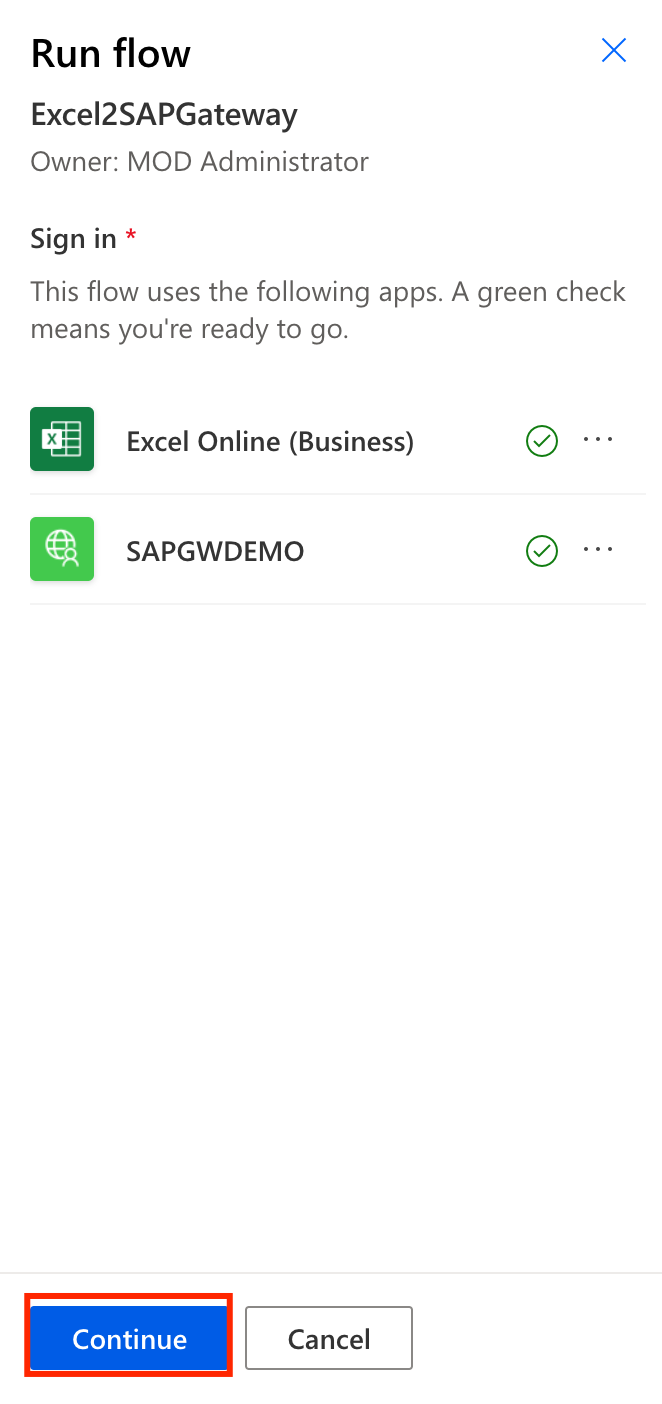 Run flow
Excel2SAPGateway
Owner: MOD Administrator
Sign in *
This flow uses the following apps. A green check
means you're ready to go.
Excel Online (Business)
SAPGWDEMO
Continue
Cancel